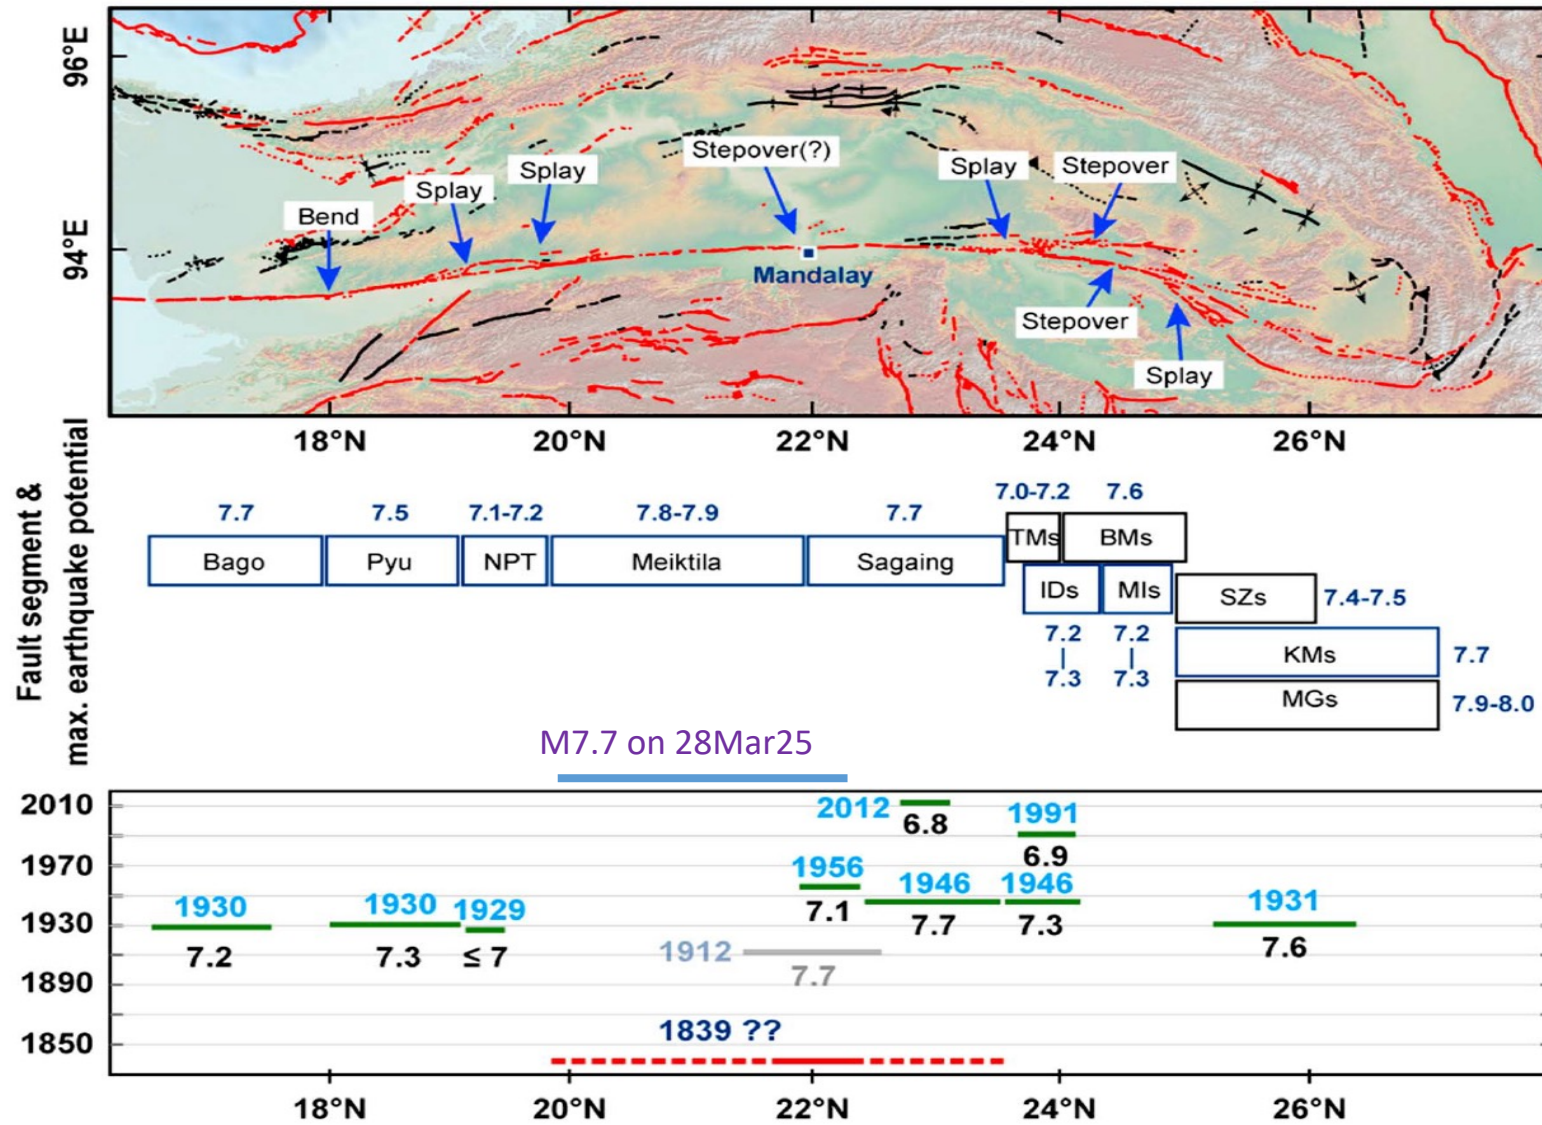 96°E
94°E
Bend
Splay
Splay
Stepover(?)
Splay
Stepover
Mandalay
Stepover
Splay
18°N
20°N
22°N
24°N
26°N
Fault segment &
max. earthquake potential
7.7
7.5
7.1-7.2
7.8-7.9
7.7
7.0-7.2
7.6
Bago
Pyu
NPT
Meiktila
Sagaing
TMs
BMs
IDs
MIs
SZs
7.4-7.5
7.2
7.3
7.2
7.3
KMs
7.7
MGs
7.9-8.0
M7.7 on 28Mar25
2010
1970
1930
1890
1850
2012
6.8
1991
6.9
1956
7.1
1946
7.7
1946
7.3
1930
7.2
1930
7.3
1929
≤ 7
1931
7.6
1912
7.7
1839 ??
18°N
20°N
22°N
24°N
26°N